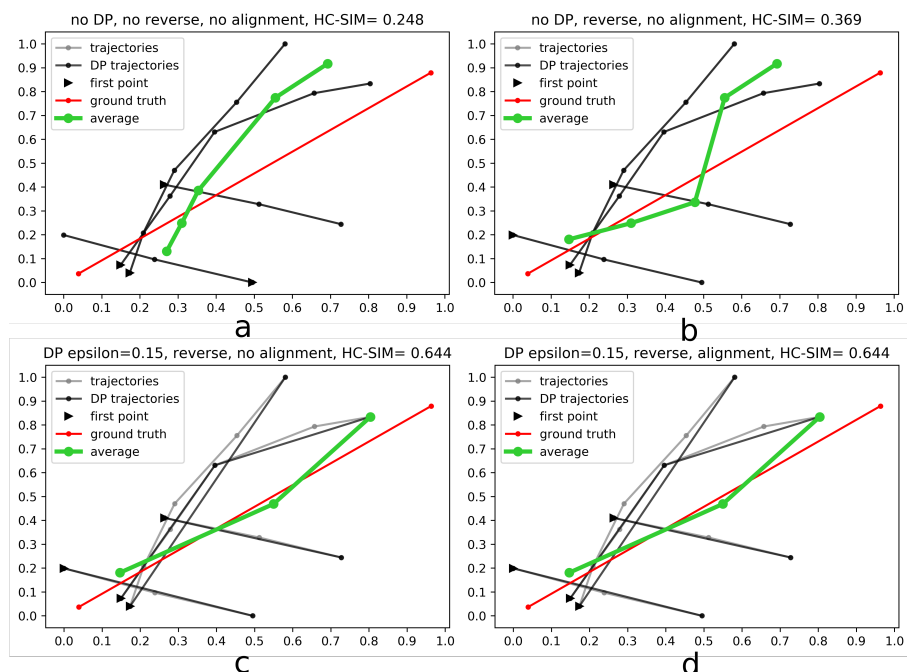 no DP, no reverse, no alignment, HC-SIM= 0.248
1.0
0.9
0.8
0.7
0.6
0.5
0.4
0.3
0.2
0.1
0.0
trajectories
DP trajectories
first point
ground truth
average
0.0 0.1 0.2 0.3 0.4 0.5 0.6 0.7 0.8 0.9 1.0
a
no DP, reverse, no alignment, HC-SIM= 0.369
1.0
0.9
0.8
0.7
0.6
0.5
0.4
0.3
0.2
0.1
0.0
trajectories
DP trajectories
first point
ground truth
average
0.0 0.1 0.2 0.3 0.4 0.5 0.6 0.7 0.8 0.9 1.0
b
DP epsilon=0.15, reverse, no alignment, HC-SIM= 0.644
1.0
0.9
0.8
0.7
0.6
0.5
0.4
0.3
0.2
0.1
0.0
trajectories
DP trajectories
first point
ground truth
average
0.0 0.1 0.2 0.3 0.4 0.5 0.6 0.7 0.8 0.9 1.0
c
DP epsilon=0.15, reverse, alignment, HC-SIM= 0.644
1.0
0.9
0.8
0.7
0.6
0.5
0.4
0.3
0.2
0.1
0.0
trajectories
DP trajectories
first point
ground truth
average
0.0 0.1 0.2 0.3 0.4 0.5 0.6 0.7 0.8 0.9 1.0
d